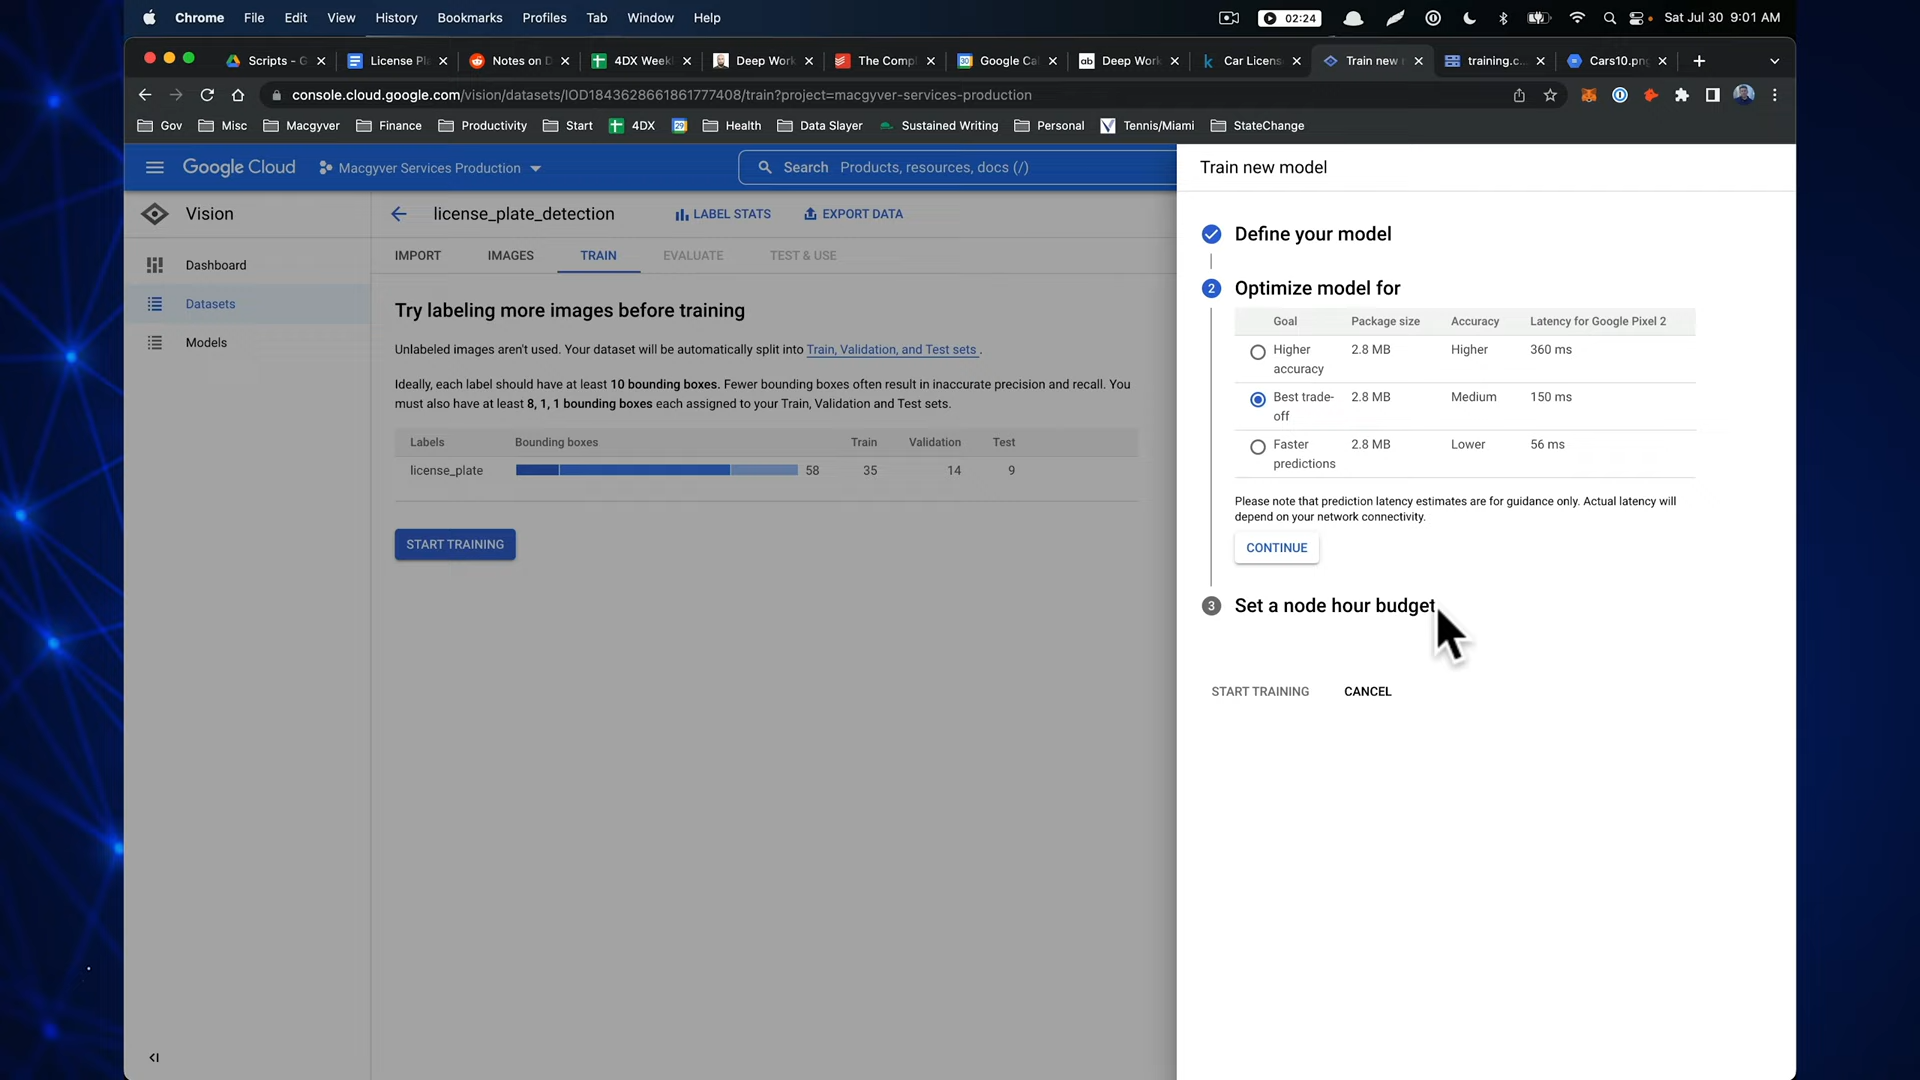 Chrome File Edit View History Bookmarks Profiles Tab Window Help 02:24 Sat Jul 30 9:01 AM
Scripts - G License Pl Notes on D 4DX Week Deep Work The Compl Google Ca Deep Work Car Licens Train new training.c Cars10.png
console.cloud.google.com/vision/datasets/IOD1843628661861777408/train?project=macgyver-services-production
Gov Misc Macgyver Finance Productivity Start 4DX Health Data Slayer Sustained Writing Personal Tennis/Miami StateChange
Google Cloud Macgyver Services Production Search Products, resources, docs (/)
Vision
Dashboard
Datasets
Models
license_plate_detection LABEL STATS EXPORT DATA
IMPORT IMAGES TRAIN EVALUATE TEST & USE
Try labeling more images before training
Unlabeled images aren't used. Your dataset will be automatically split into Train, Validation, and Test sets .
Ideally, each label should have at least 10 bounding boxes. Fewer bounding boxes often result in inaccurate precision and recall. You
must also have at least 8, 1, 1 bounding boxes each assigned to your Train, Validation and Test sets.
Labels Bounding boxes Train Validation Test
license_plate 58 35 14 9
START TRAINING
Train new model
Define your model
2 Optimize model for
Goal Package size Accuracy Latency for Google Pixel 2
Higher accuracy 2.8 MB Higher 360 ms
Best trade-off 2.8 MB Medium 150 ms
Faster predictions 2.8 MB Lower 56 ms
Please note that prediction latency estimates are for guidance only. Actual latency will
depend on your network connectivity.
CONTINUE
3 Set a node hour budget
START TRAINING CANCEL